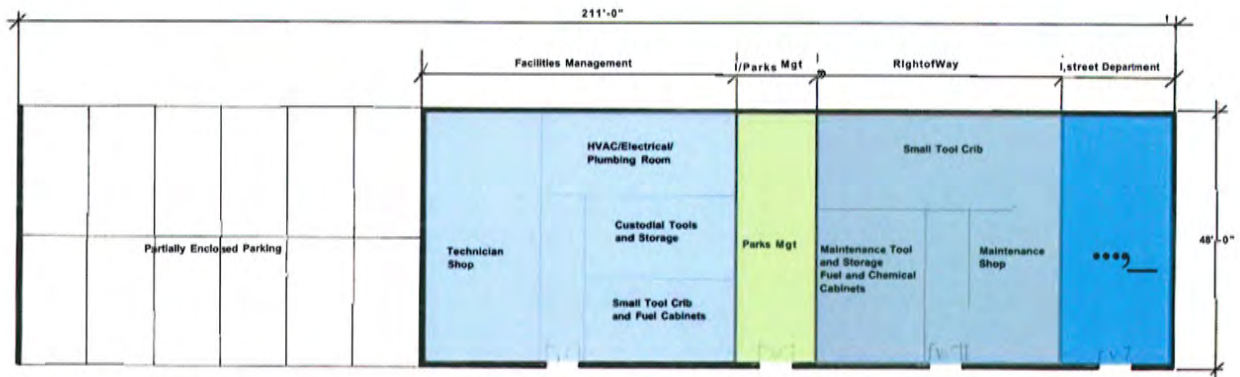 211'-0"
Facilities Management
Parks Mgt
RIghtofWay
street Department
HVAC/Electrical/
Plumbing Room
Small Tool Crib
Custodial Tools
and Storage
Partially Enclosed Parking
Technician
Shop
Parks Mgt
Maintenance Tool
and Storage
Fuel and Chemical
Cabinets
Maintenance
Shop
48'-0"
Small Tool Crib
and Fuel Cabinets